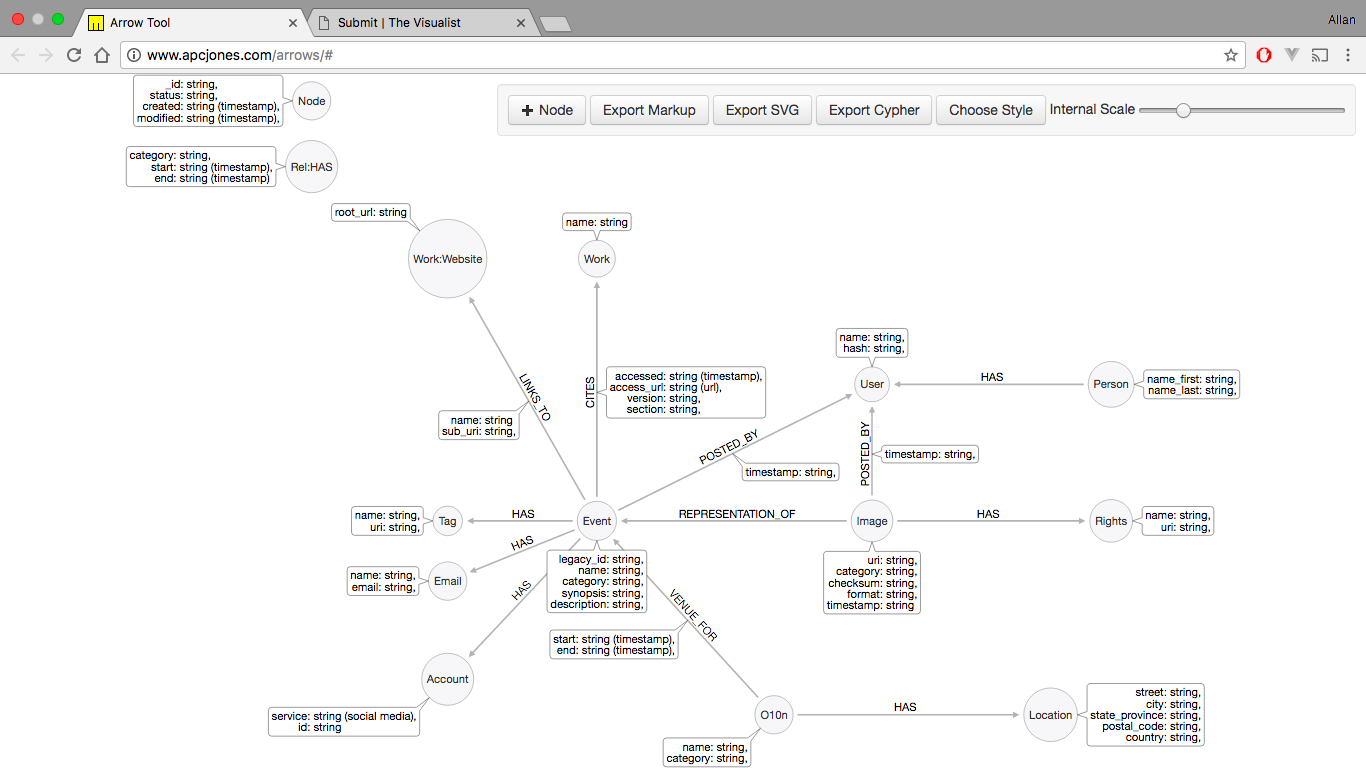 Arrow Tool
Submit | The Visualist
Allan
www.apcjones.com/arrows/#
_id: string,
status: string,
created: string (timestamp),
modified: string (timestamp),
Node
+ Node
Export Markup
Export SVG
Export Cypher
Choose Style
Internal Scale
category: string,
start: string (timestamp),
end: string (timestamp)
Rel:HAS
root_url: string
Work:Website
name: string
Work
name: string,
hash: string,
User
HAS
Person
name_first: string,
name_last: string,
LINKS_TO
name: string
sub_uri: string,
CITES
accessed: string (timestamp),
access_url: string (url),
version: string,
section: string,
POSTED_BY
timestamp: string,
POSTED_BY
timestamp: string,
name: string,
uri: string,
Tag
HAS
Event
legacy_id: string,
name: string,
category: string,
synopsis: string,
description: string,
REPRESENTATION_OF
Image
uri: string,
category: string,
checksum: string,
format: string,
timestamp: string
HAS
Rights
name: string,
uri: string,
name: string,
email: string,
Email
HAS
HAS
VENUE_FOR
start: string (timestamp),
end: string (timestamp),
Account
service: string (social media),
id: string
O10n
name: string,
category: string,
HAS
Location
street: string,
city: string,
state_province: string,
postal_code: string,
country: string,